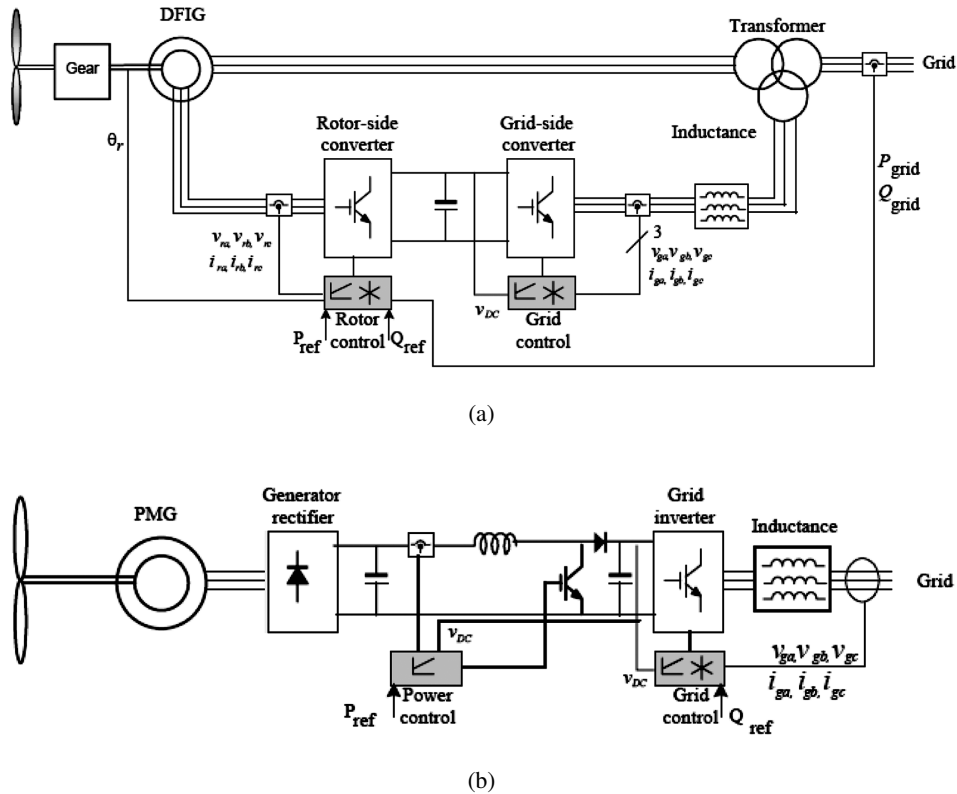 DFIG
Transformer
Gear
Grid
θr
Rotor-side
converter
Grid-side
converter
Inductance
Pgrid
Qgrid
3
vra, vrb, vrc
ira, irb, irc
vga, vgb, vgc
iga, igb, igc
vDC
Pref
Rotor
control
Qref
Grid
control
(a)
PMG
Generator
rectifier
Grid
inverter
Inductance
Grid
vDC
vDC
vga, vgb, vgc
iga, igb, igc
Pref
Power
control
Grid
control
Qref
(b)